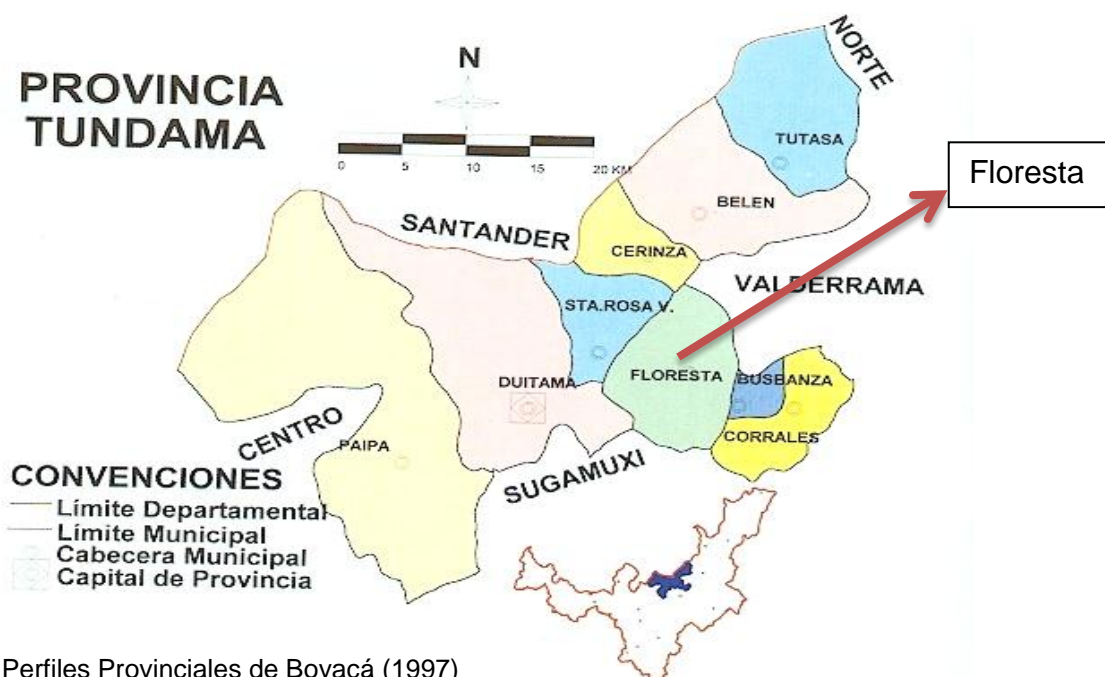 PROVINCIA
TUNDAMA
N
0 5 10 15 20 KM
NORTE
TUTASA
Floresta
BELEN
SANTANDER
CERINZA
VALDERRAMA
STA.ROSA V.
FLORESTA
BUSBANZA
DUITAMA
CENTRO
PAIPA
CORRALES
SUGAMUXI
CONVENCIONES
Límite Departamental
Límite Municipal
Cabecera Municipal
Capital de Provincia
Perfiles Provinciales de Boyacá (1997)